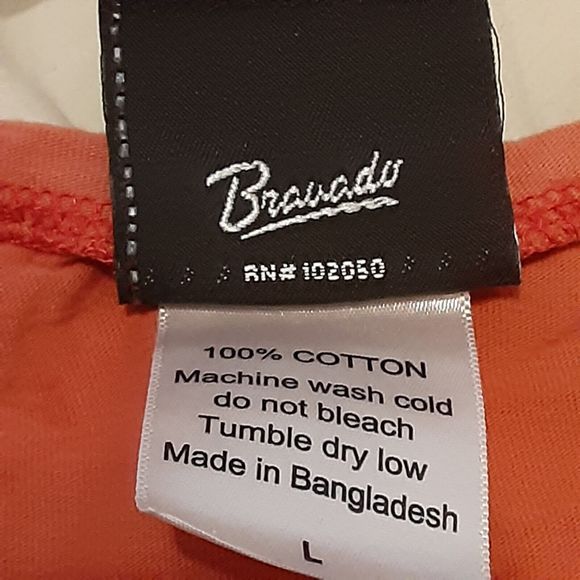 Bravado
RN# 102050
100% COTTON
Machine wash cold
do not bleach
Tumble dry low
Made in Bangladesh
L